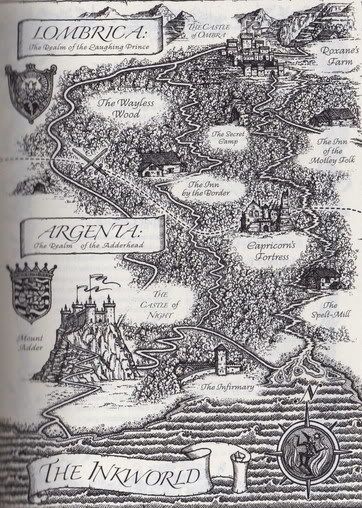 LOMBRICA:
The Realm of the Laughing Prince
THE CASTLE
of OMBRA
Roxane's
Farm
The Wayless
Wood
The Secret
Camp
The Inn
of the
Motley Folk
The Inn
by the Border
ARGENTA:
The Realm of the Adderhead
Capricorn's
Fortress
THE
CASTLE of
NIGHT
The
Spelt-Mill
Mount
Adder
The Infirmary
THE INKWORLD